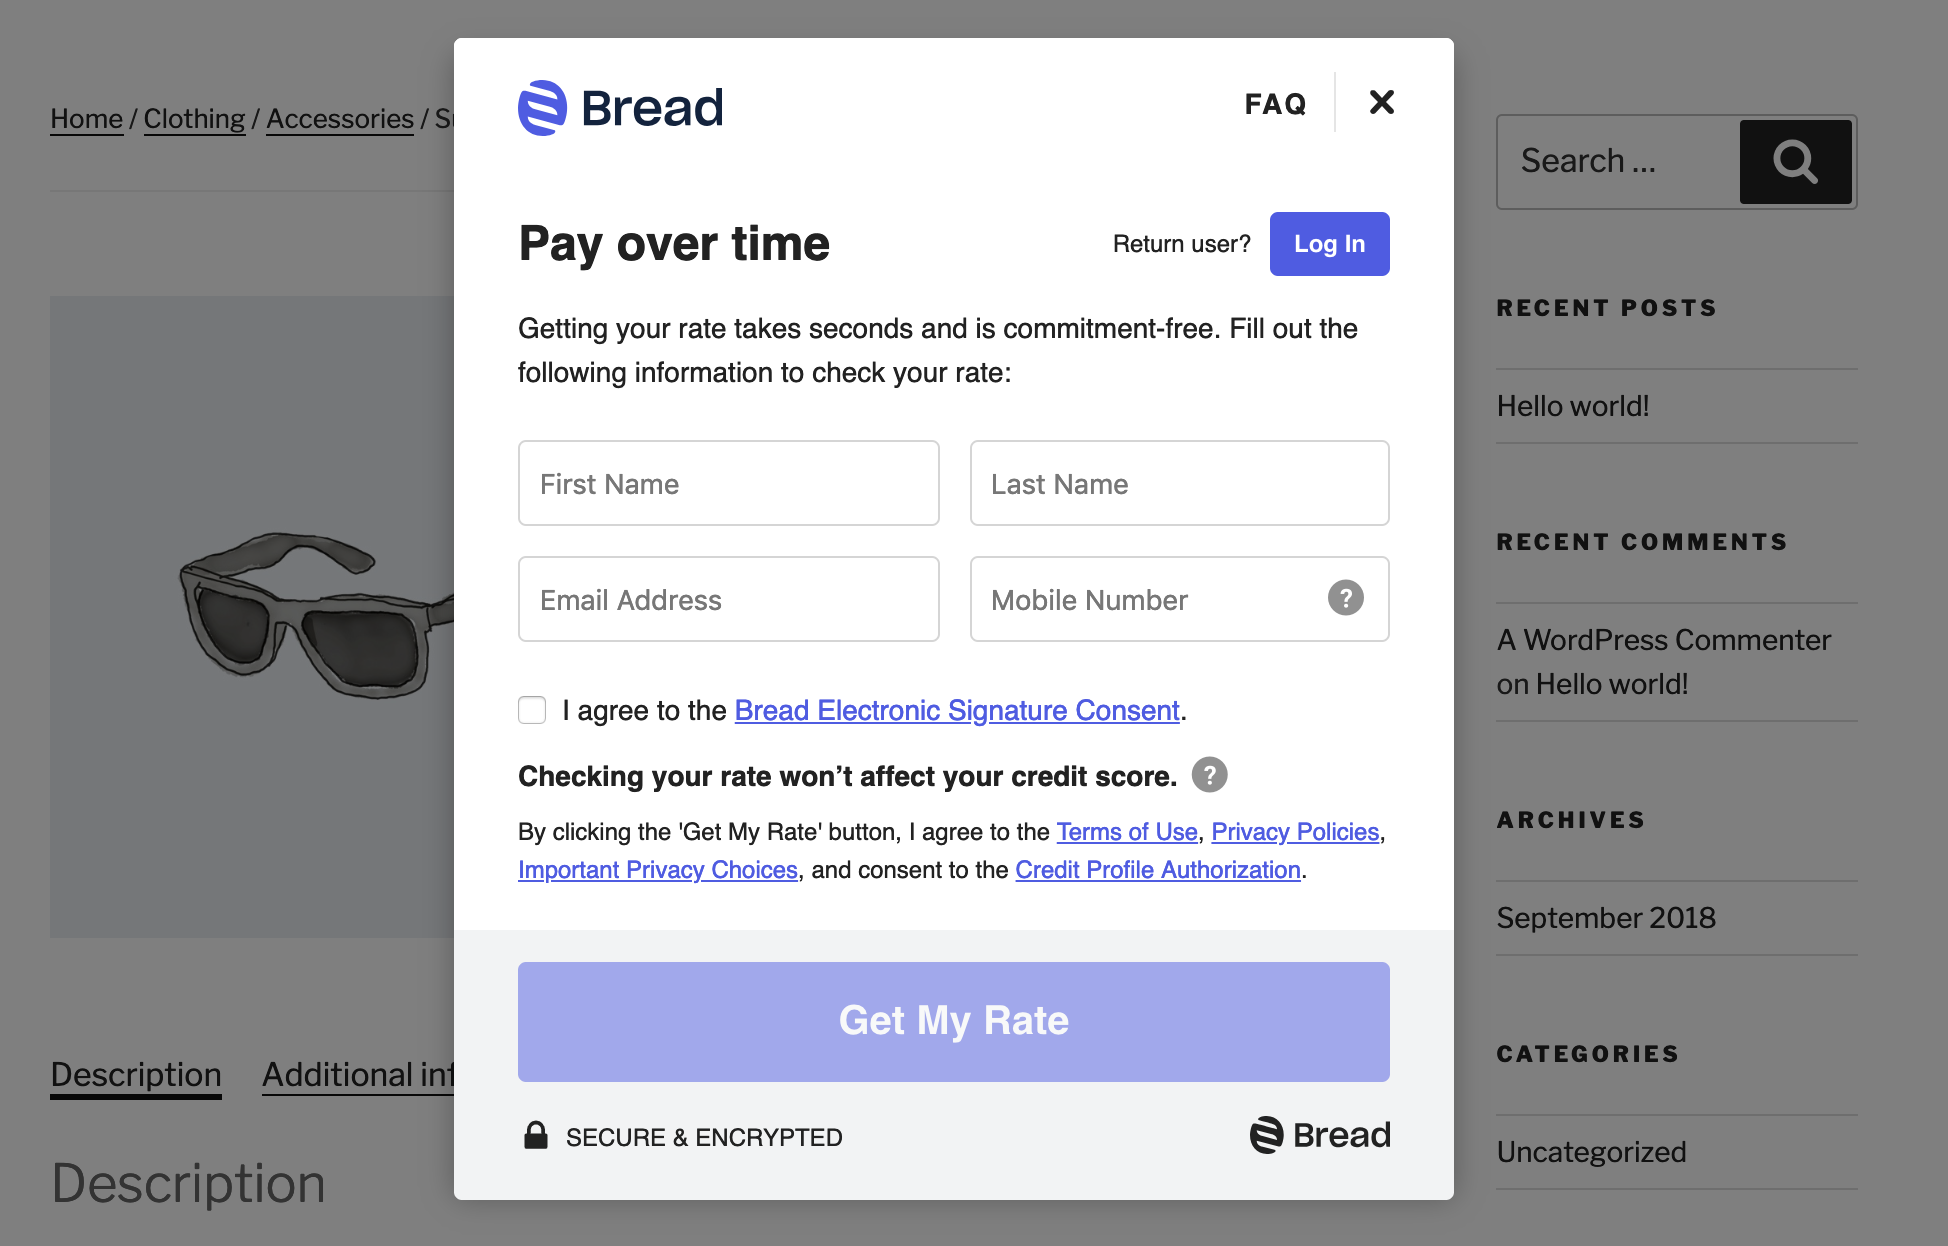 Home / Clothing / Accessories /
Search ...
Bread
FAQ
Pay over time
Return user?
Log In
Getting your rate takes seconds and is commitment-free. Fill out the
following information to check your rate:
First Name
Last Name
Email Address
Mobile Number
?
I agree to the Bread Electronic Signature Consent.
Checking your rate won’t affect your credit score. ?
By clicking the 'Get My Rate' button, I agree to the Terms of Use, Privacy Policies,
Important Privacy Choices, and consent to the Credit Profile Authorization.
Get My Rate
SECURE & ENCRYPTED
Bread
RECENT POSTS
Hello world!
RECENT COMMENTS
A WordPress Commenter
on Hello world!
ARCHIVES
September 2018
CATEGORIES
Uncategorized
Description
Additional
Description